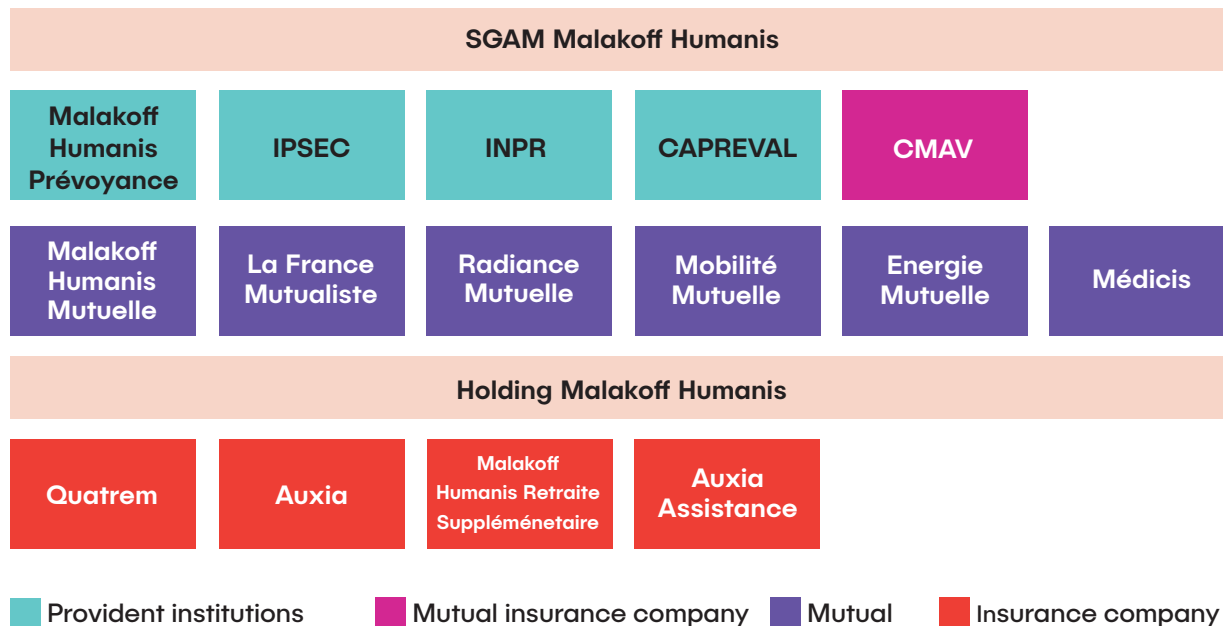 SGAM Malakoff Humanis
Malakoff
Humanis
Prévoyance
IPSEC
INPR
CAPREVAL
CMAV
Malakoff
Humanis
Mutuelle
La France
Mutualiste
Radiance
Mutuelle
Mobilité
Mutuelle
Energie
Mutuelle
Médicis
Holding Malakoff Humanis
Quatrem
Auxia
Malakoff
Humanis Retraite
Suppléménetaire
Auxia
Assistance
Provident institutions
Mutual insurance company
Mutual
Insurance company